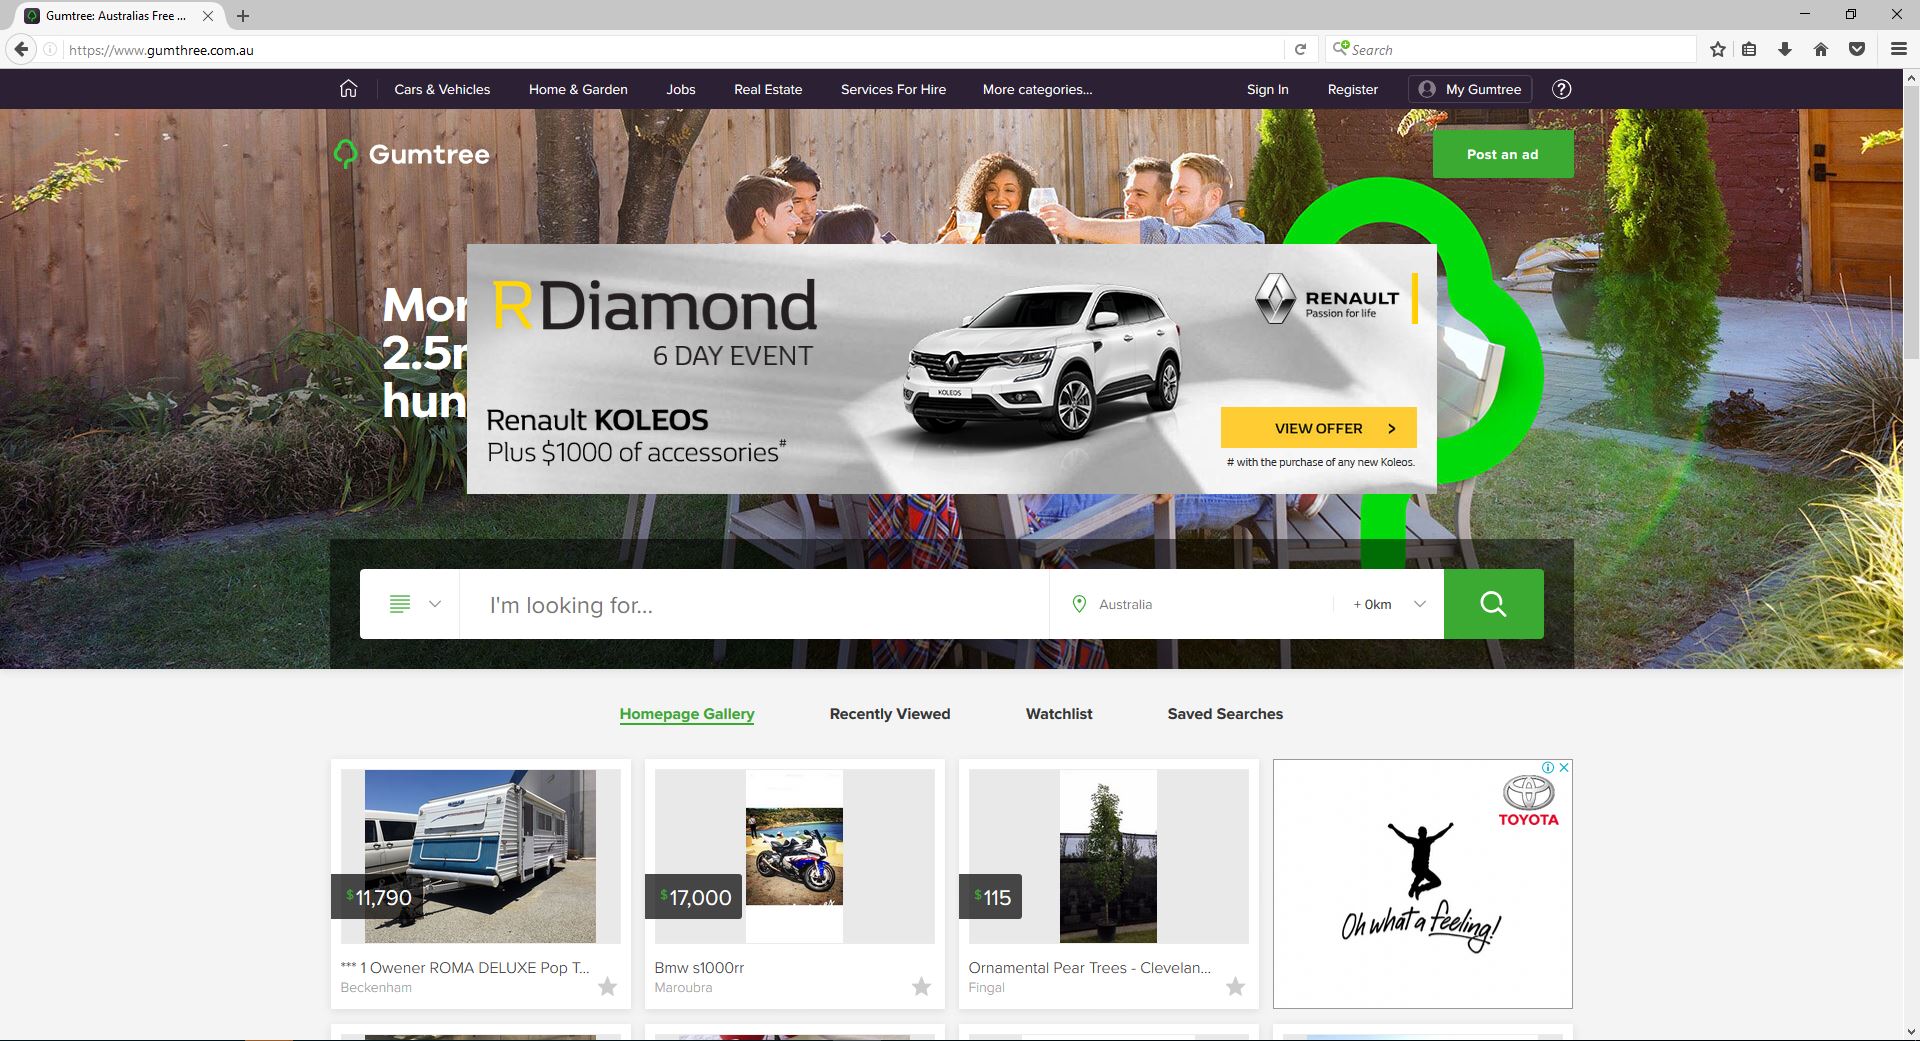 Gumtree: Australias Free ...
https://www.gumthree.com.au
Search
Cars & Vehicles
Home & Garden
Jobs
Real Estate
Services For Hire
More categories...
Sign In
Register
My Gumtree
?
Gumtree
Post an ad
Mor
2.5
hun
RDiamond
6 DAY EVENT
RENAULT
Passion for life
KOLEOS
Renault KOLEOS
Plus $1000 of accessories#
VIEW OFFER >
# with the purchase of any new Koleos.
I'm looking for...
Australia
+ 0km
Homepage Gallery
Recently Viewed
Watchlist
Saved Searches
$11,790
*** 1 Owener ROMA DELUXE Pop T...
Beckenham
$17,000
Bmw s1000rr
Maroubra
$115
Ornamental Pear Trees - Clevelan...
Fingal
TOYOTA
Oh what a feeling!